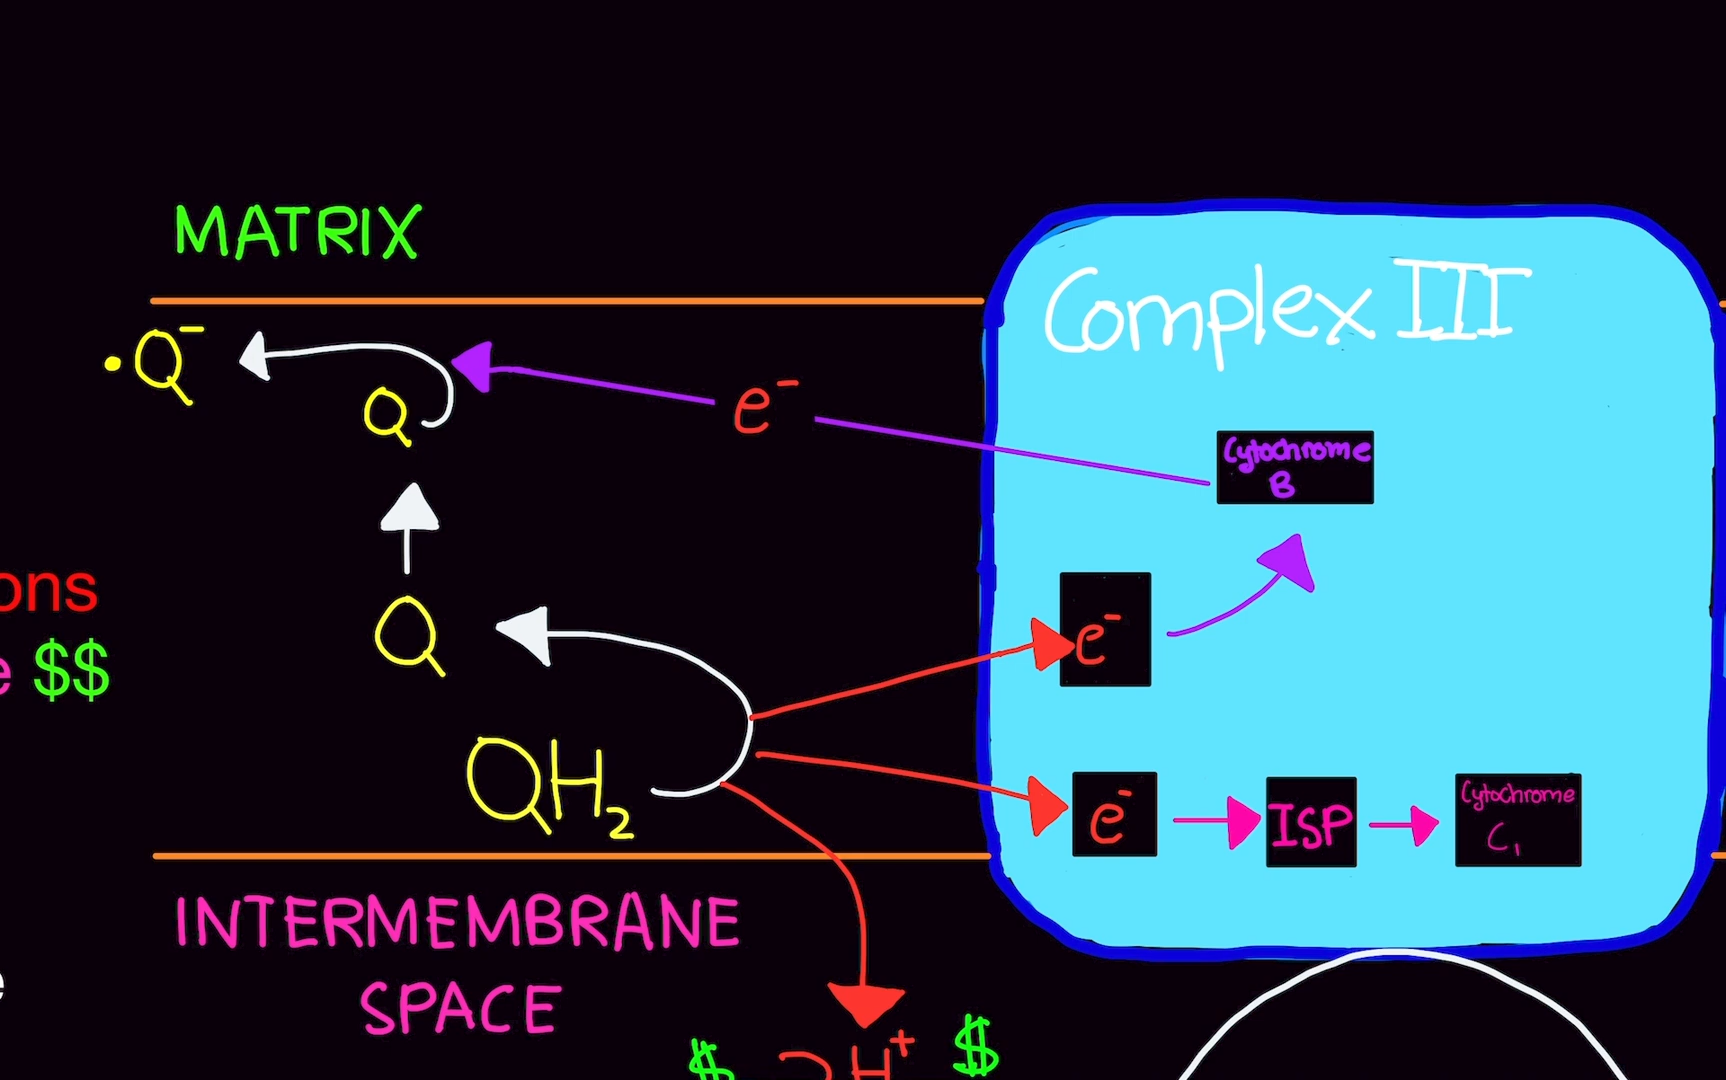 MATRIX
Complex III
•Q⁻
Q
e⁻
Cytochrome
B
Q
e⁻
ons
$$
QH₂
e⁻
ISP
Cytochrome
C₁
INTERMEMBRANE
SPACE
$ 2H⁺ $